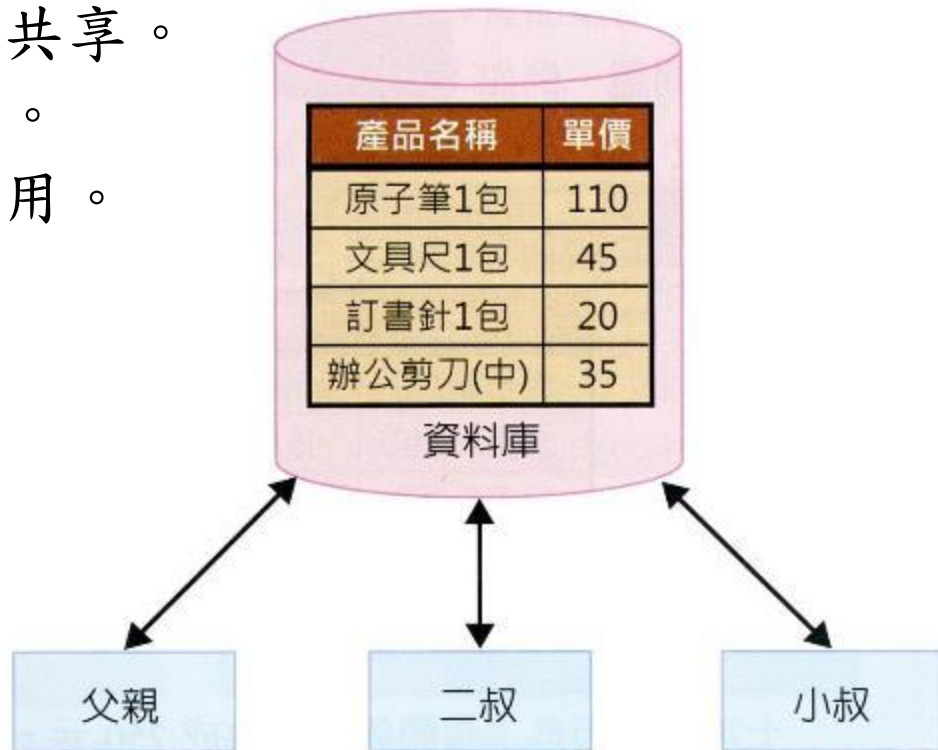 共享。
。
用。
產品名稱 單價
原子筆1包 110
文具尺1包 45
訂書針1包 20
辦公剪刀(中) 35
資料庫
父親 二叔 小叔